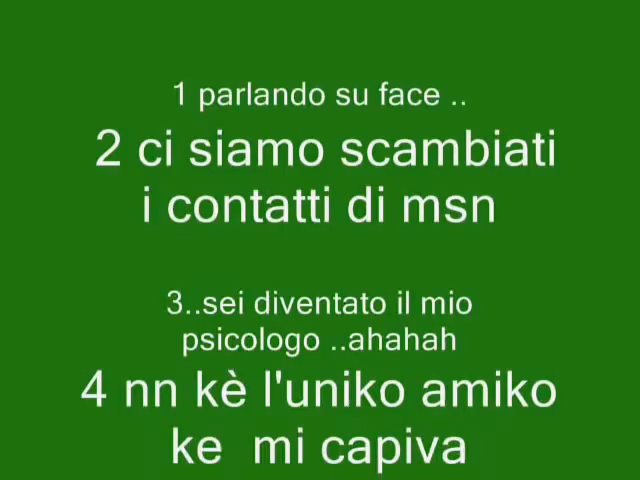 1 parlando su face ..
2 ci siamo scambiati
i contatti di msn
3..sei diventato il mio
psicologo ..ahahah
4 nn kè l'uniko amiko
ke  mi capiva